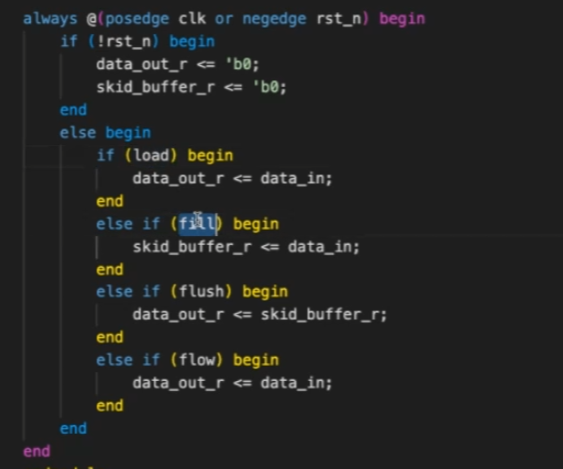 always @(posedge clk or negedge rst_n) begin
if (!rst_n) begin
data_out_r <= 'b0;
skid_buffer_r <= 'b0;
end
else begin
if (load) begin
data_out_r <= data_in;
end
else if (fill) begin
skid_buffer_r <= data_in;
end
else if (flush) begin
data_out_r <= skid_buffer_r;
end
else if (flow) begin
data_out_r <= data_in;
end
end
end